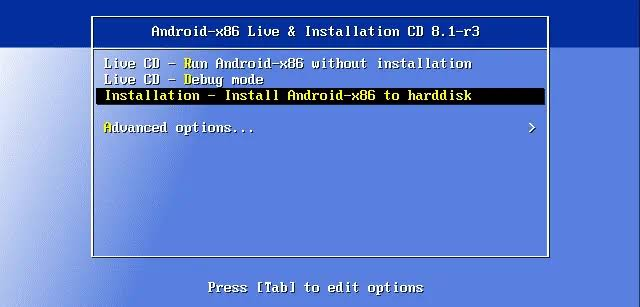 Android-x86 Live & Installation CD 8.1-r3
Live CD - Run Android-x86 without installation
Live CD - Debug mode
Installation - Install Android-x86 to harddisk
Advanced options... >
Press [Tab] to edit options